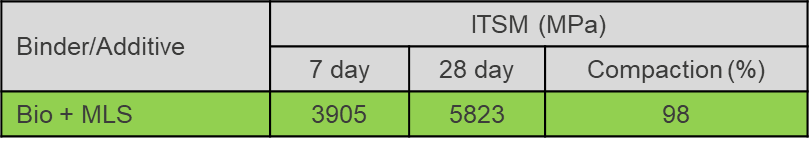 Binder/Additive
ITSM (MPa)
7 day
28 day
Compaction (%)
Bio + MLS
3905
5823
98